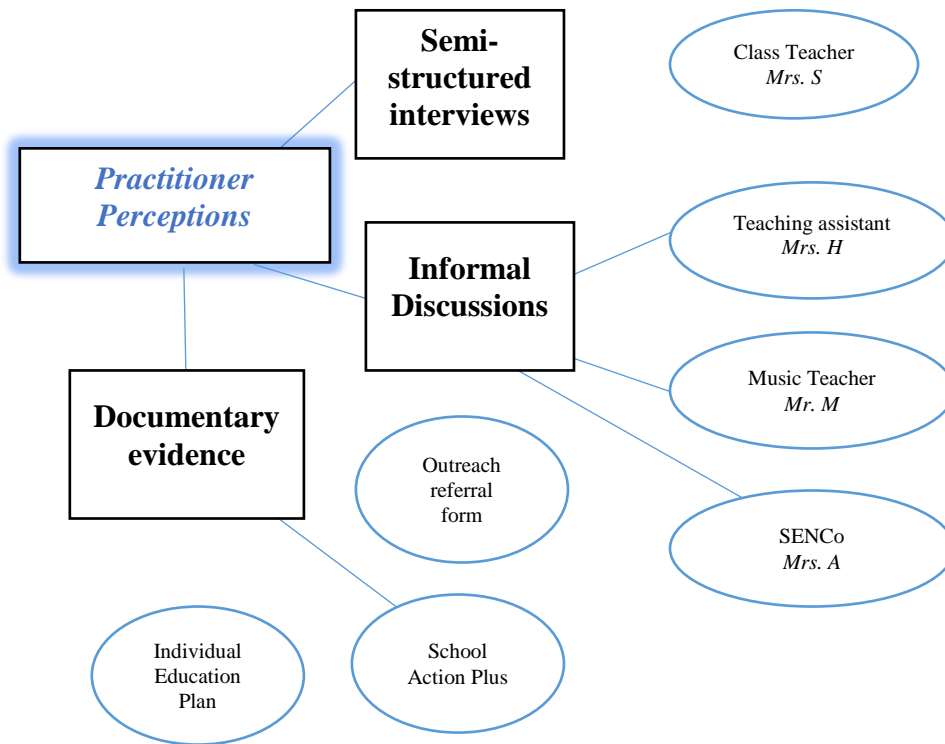 Semi-
structured
interviews
Class Teacher
Mrs. S
Practitioner
Perceptions
Teaching assistant
Mrs. H
Informal
Discussions
Music Teacher
Mr. M
Documentary
evidence
Outreach
referral
form
SENCo
Mrs. A
Individual
Education
Plan
School
Action Plus